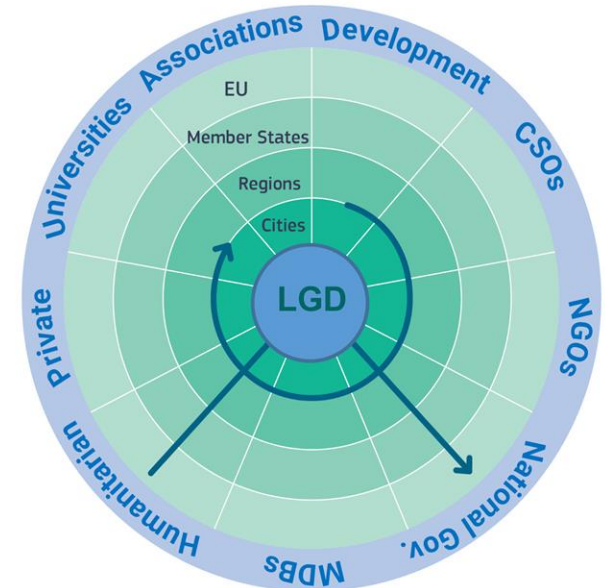 Associations
Development
CSOs
NGOs
National Gov.
MDBs
Humanitarian
Private
Universities
EU
Member States
Regions
Cities
LGD